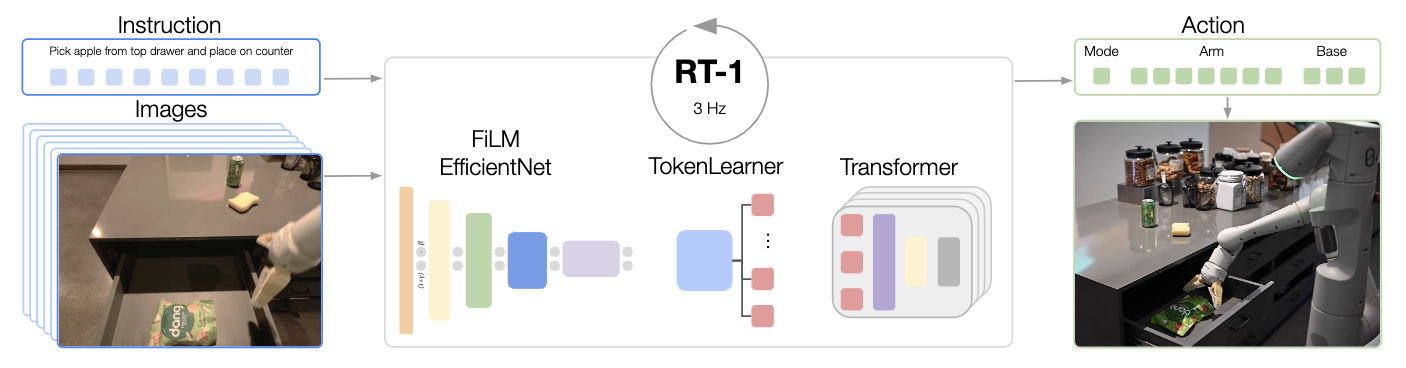 Instruction
Pick apple from top drawer and place on counter
Images
RT-1
3 Hz
FiLM
EfficientNet
TokenLearner
Transformer
Action
Mode Arm Base
dang